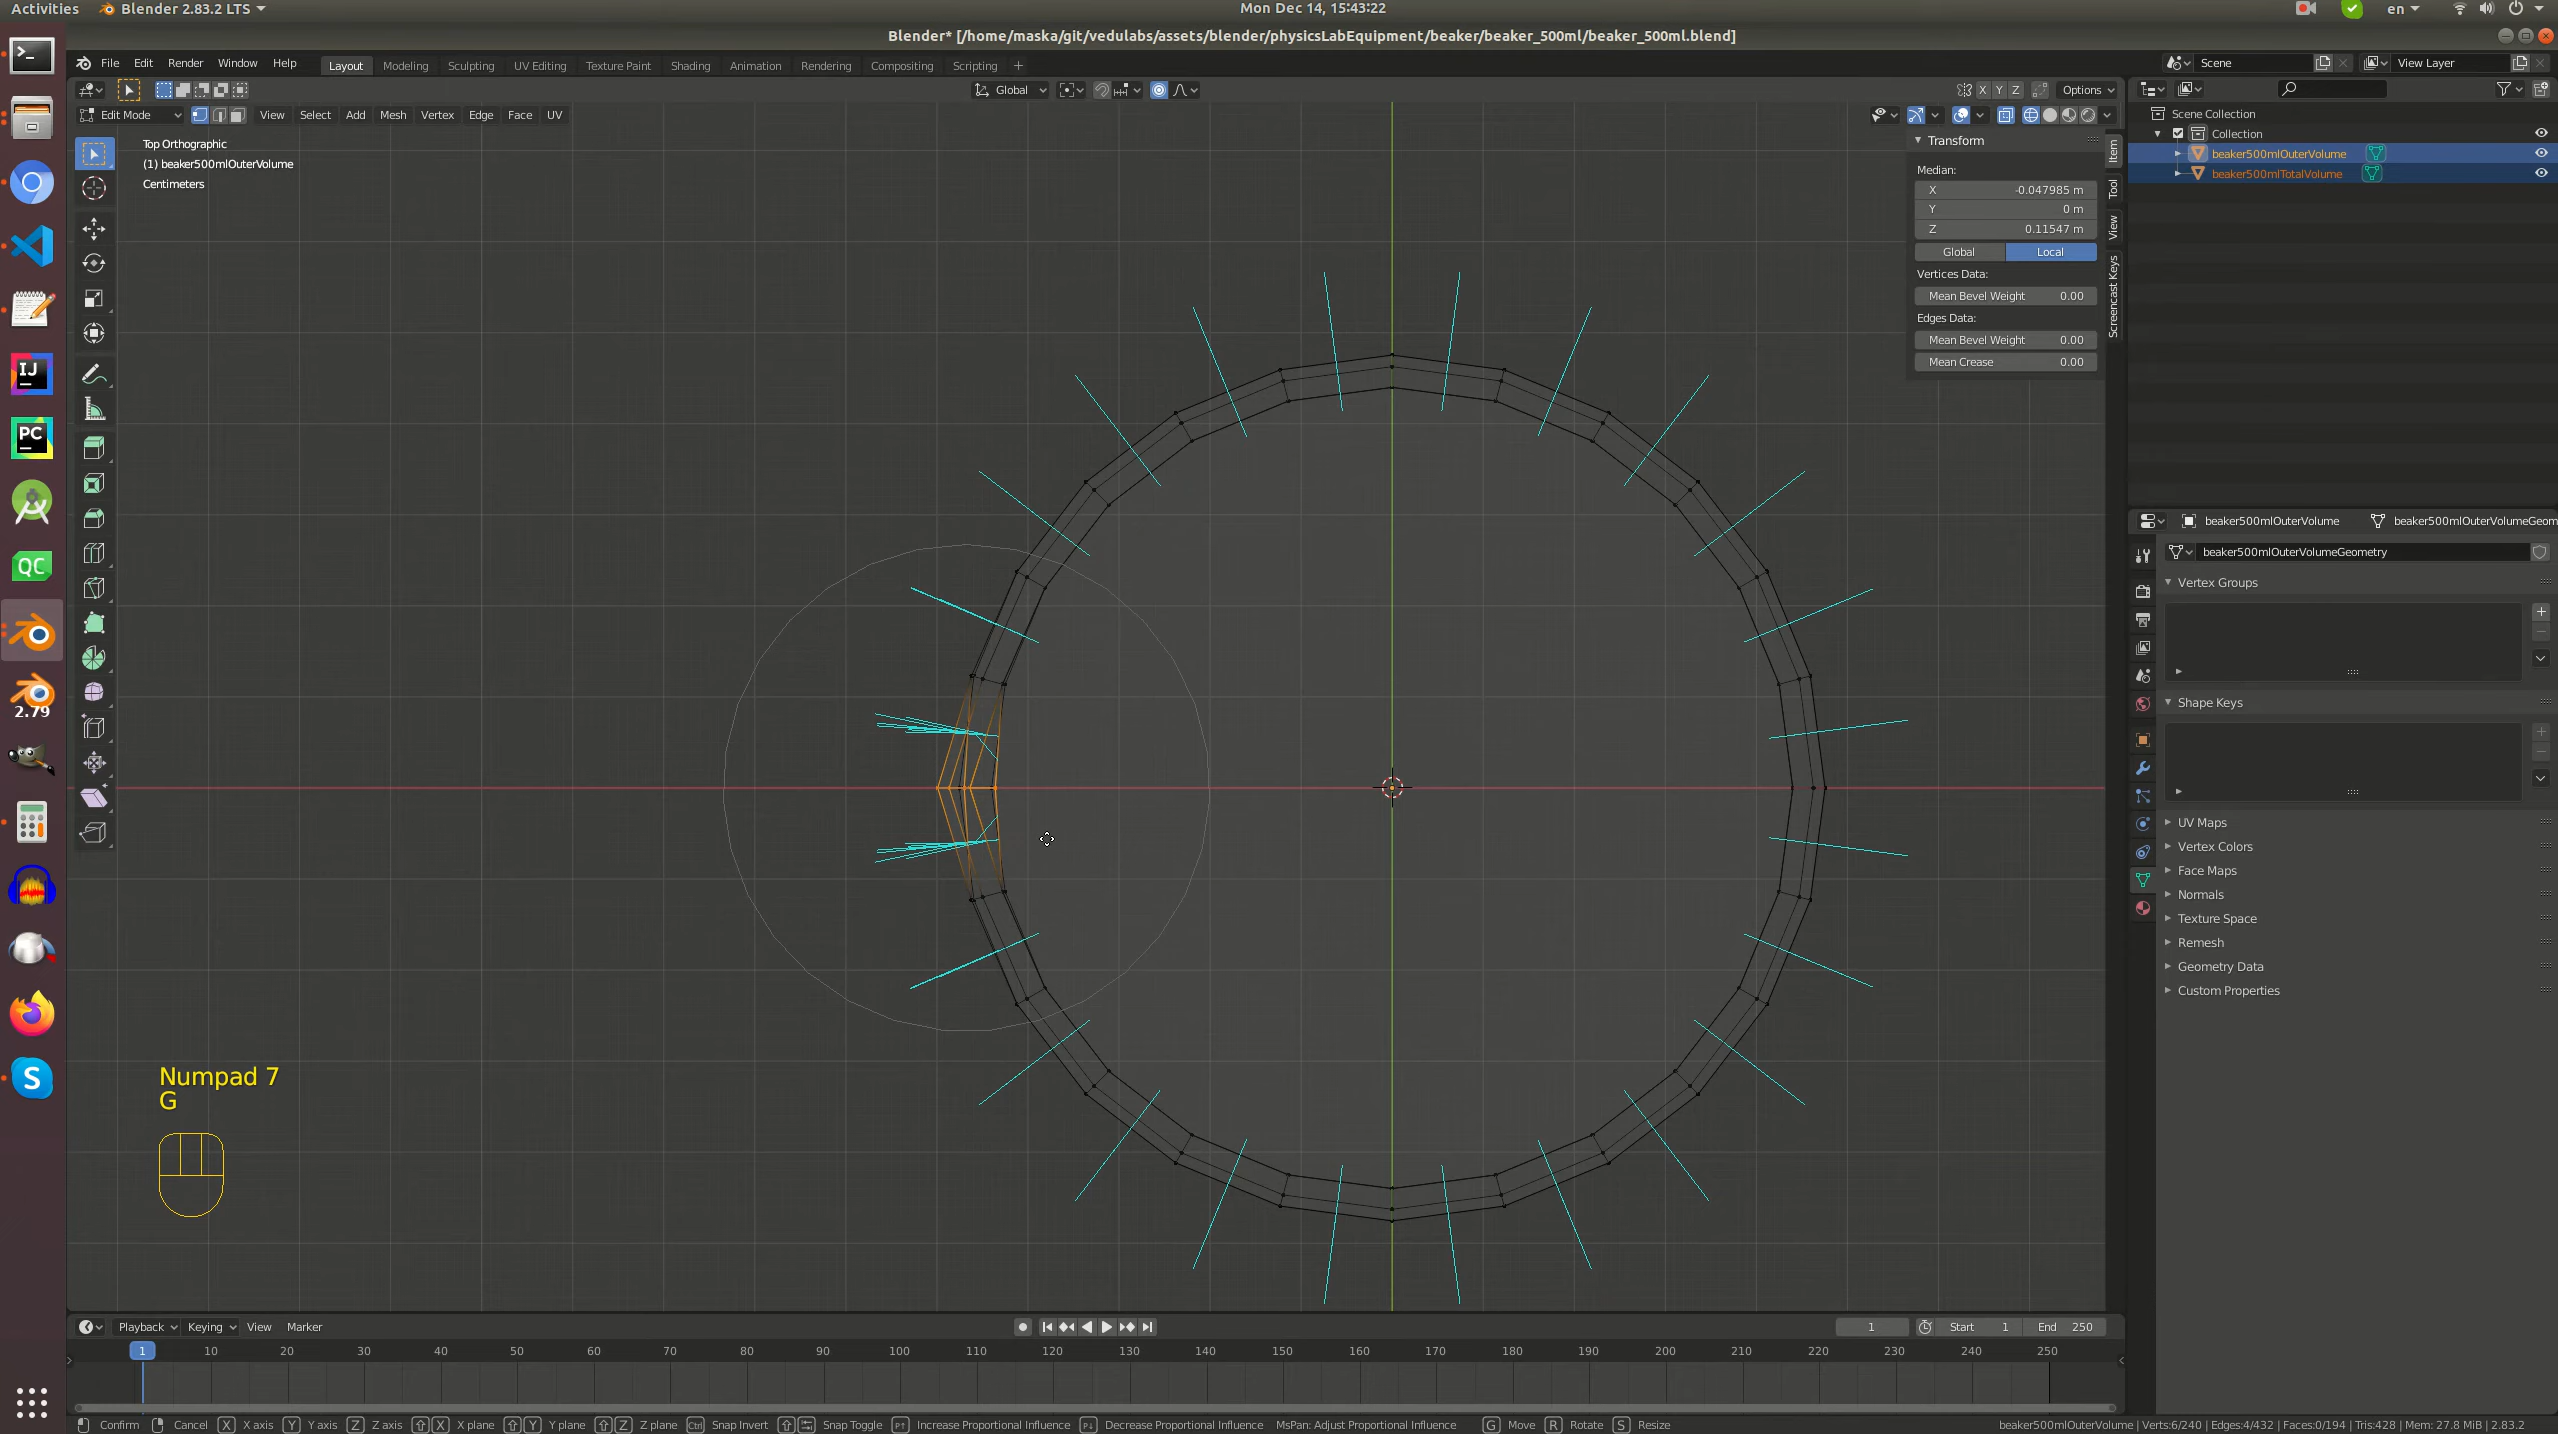 Activities Blender 2.83.2 LTS Mon Dec 14, 15:43:22 en
Blender* [/home/maska/git/vedulabs/assets/blender/physicsLabEquipment/beaker/beaker_500ml/beaker_500ml.blend]
File Edit Render Window Help Layout Modeling Sculpting UV Editing Texture Paint Shading Animation Rendering Compositing Scripting + Scene View Layer
Global X Y Z Options
Edit Mode View Select Add Mesh Vertex Edge Face UV
Scene Collection
Collection
beaker500mlOuterVolume
beaker500mlTotalVolume
Top Orthographic
(1) beaker500mlOuterVolume
Centimeters
Transform
Median:
X -0.047985 m
Y 0 m
Z 0.11547 m
Global Local
Vertices Data:
Mean Bevel Weight 0.00
Edges Data:
Mean Bevel Weight 0.00
Mean Crease 0.00
Item
Tool
View
Screencast Keys
beaker500mlOuterVolume beaker500mlOuterVolumeGeom
beaker500mlOuterVolumeGeometry
Vertex Groups
Shape Keys
UV Maps
Vertex Colors
Face Maps
Normals
Texture Space
Remesh
Geometry Data
Custom Properties
IJ
PC
QC
2.79
S
Numpad 7
G
Playback Keying View Marker 1 Start 1 End 250
1 10 20 30 40 50 60 70 80 90 100 110 120 130 140 150 160 170 180 190 200 210 220 230 240 250
Confirm Cancel X X axis Y Y axis Z Z axis X X plane Y Y plane Z Z plane Ctrl Snap Invert Snap Toggle Increase Proportional Influence Decrease Proportional Influence MsPan: Adjust Proportional Influence G Move R Rotate S Resize beaker500mlOuterVolume | Verts:6/240 | Edges:4/432 | Faces:0/194 | Tris:428 | Mem: 27.8 MiB | 2.83.2